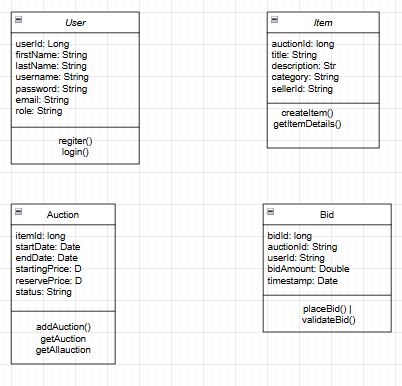 User
userId: Long
firstName: String
lastName: String
username: String
password: String
email: String
role: String
regiter()
login()
Item
auctionId: long
title: String
description: Str
category: String
sellerId: String
createItem()
getItemDetails()
Auction
itemId: long
startDate: Date
endDate: Date
startingPrice: D
reservePrice: D
status: String
addAuction()
getAuction
getAllauction
Bid
bidId: long
auctionId: String
userId: String
bidAmount: Double
timestamp: Date
placeBid() |
validateBid()